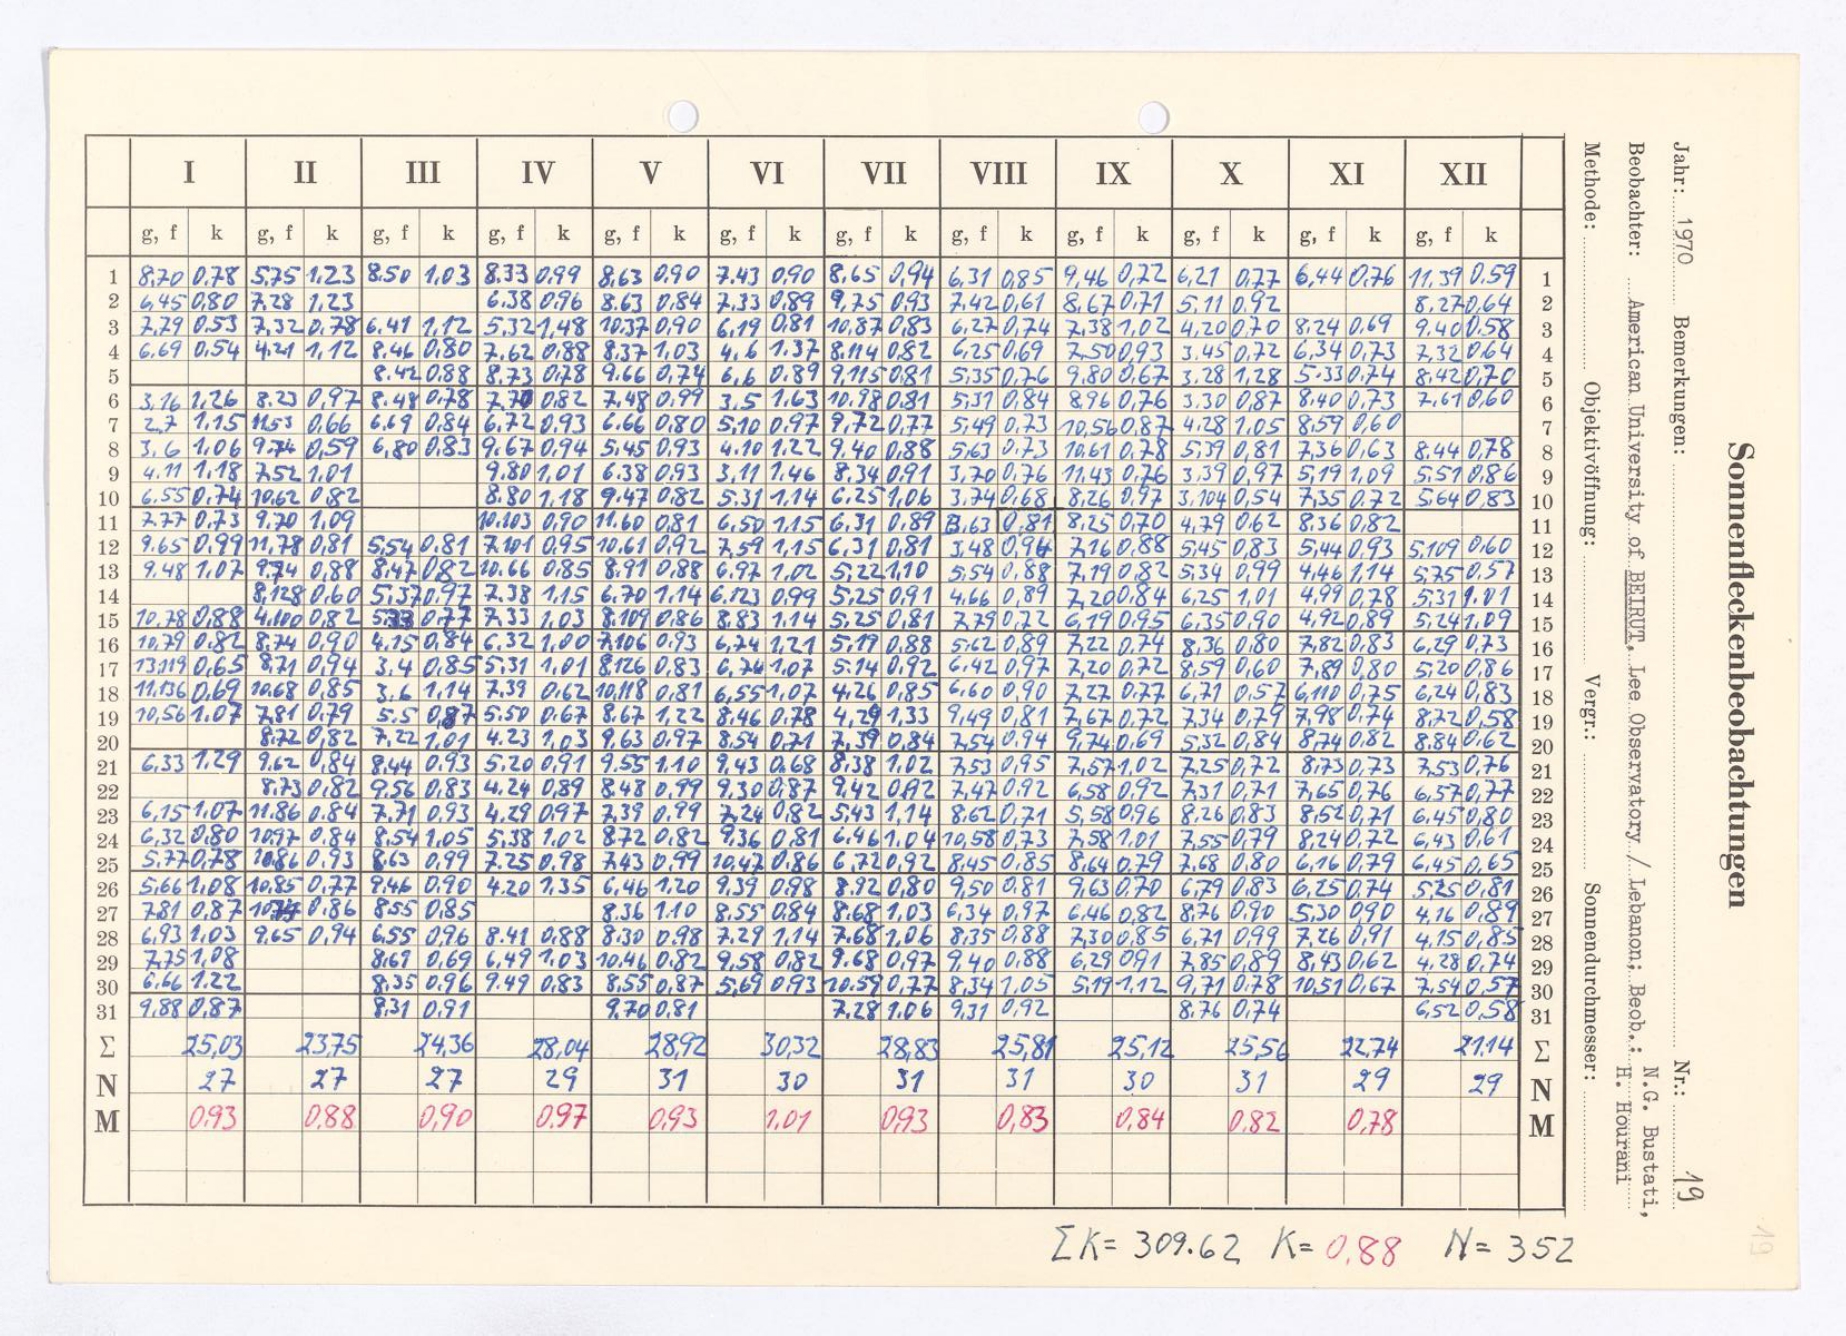 Sonnenfleckenbeobachtungen
Jahr: 1970 Bemerkungen: Nr.: 19
Beobachter: American University of BEIRUT, Lee Observatory / Lebanon; Beob.: N.G. Bustati,
H. Hourani
Methode: Objektivöffnung: Vergr.: Sonnendurchmesser:
I II III IV V VI VII VIII IX X XI XII
g, f k g, f k g, f k g, f k g, f k g, f k g, f k g, f k g, f k g, f k g, f k g, f k
1 8,70 0,78 5,75 1,23 8.50 1,03 8.33 0,99 8,63 0.90 7.43 0,90 8,65 0,94 6,31 0,85 9,46 0,72 6,21 0,77 6,44 0,76 11,39 0.59 1
2 6,45 0,80 7,28 1,23 6.38 0,96 8.63 0,84 7,33 0,89 9,75 0,93 7,42 0,61 8,67 0,71 5,11 0,92 8,27 0,64 2
3 7,79 0,53 7,32 0,78 6,41 1,12 5,32 1,48 10,37 0,90 6,19 0,81 10,87 0,83 6,27 0,74 7,38 1,02 4,20 0,70 8,24 0,69 9,40 0,58 3
4 6,69 0,54 4,21 1,12 8,46 0,80 7,62 0,88 8,37 1,03 4,6 1.37 8,114 0,82 6,25 0,69 7,50 0,93 3.45 0,72 6,34 0,73 7,32 0,64 4
5 8.42 0,88 8,73 0,78 9,66 0,74 6,6 0,89 9,115 0,81 5,35 0,76 9.80 0,67 3,28 1,28 5,33 0,74 8,42 0,70 5
6 3,16 1,26 8.23 0,97 8.48 0,78 7,70 0,82 7,48 0,99 3,5 1.63 10,98 0,81 5,31 0,84 8,96 0,76 3,30 0,87 8,40 0,73 7,61 0,60 6
7 2,7 1,15 11,53 0,66 6,69 0,84 6,72 0,93 6,66 0,80 5,10 0,97 9,72 0,77 5,49 0,73 10,56 0,87 4,28 1,05 8,59 0,60 7
8 3,6 1,06 9,74 0,59 6,80 0,83 9,67 0,94 5,45 0,93 4.10 1,22 9,40 0,88 5,63 0,73 10,61 0,78 5,39 0,81 7,36 0,63 8,44 0,78 8
9 4.11 1,18 7,52 1,01 9.80 1,01 6,38 0,93 3,11 1,46 8,34 0,91 3,70 0,76 11,43 0,76 3,39 0,97 5,19 1,09 5,51 0,86 9
10 6,55 0,74 10,62 0,82 8.80 1,18 9,47 0,82 5.31 1,14 6,25 1,06 3,74 0,68 8,26 0,97 3,104 0,54 7,35 0,72 5,64 0,83 10
11 7,77 0,73 9,70 1,09 10,103 0,90 11,60 0,81 6,50 1,15 6,31 0,89 3,63 0,81 8,25 0,70 4,79 0,62 8,36 0,82 11
12 9.65 0,99 11,78 0,81 5,54 0,81 7,101 0,95 10,61 0,92 7,59 1,15 6,31 0,81 3,48 0,94 7,16 0,88 5,45 0,83 5,44 0,93 5,109 0,60 12
13 9.48 1,07 9,74 0,88 8,47 0,82 10,66 0,85 8,91 0,88 6,97 1,02 5,22 1,10 5,54 0,88 7,19 0,82 5,34 0,99 4,46 1,14 5,75 0,57 13
14 8,128 0,60 5,37 0,97 7,38 1,15 6,70 1,14 6,123 0,99 5,25 0,91 4,66 0,89 7,20 0,84 6,25 1,01 4,99 0,78 5,31 1,01 14
15 10,78 0,88 4,100 0,82 0,77 7,33 1,03 8,109 0,86 8,83 1,14 5,25 0,81 7,79 0,72 6,19 0,95 6,35 0,90 4,92 0,89 5,24 1,09 15
16 10,79 0,82 8,74 0,90 4,15 0,84 6,32 1,00 7,106 0,93 6,74 1,21 5,19 0,88 5,62 0,89 7,22 0,74 8,36 0,80 7,82 0,83 6,29 0,73 16
17 13,119 0,65 8,71 0,94 3,4 0,85 5,31 1,01 8,126 0,83 6,74 1,07 5,14 0,92 6,42 0,97 7,20 0,72 8,59 0,60 7,89 0,80 5,20 0,86 17
18 11,136 0,69 10,68 0,85 3,6 1,14 7,39 0,62 10,118 0,81 6,55 1,07 4,26 0,85 6,60 0,90 7,27 0,77 6,71 0,57 6,110 0,75 6,24 0,83 18
19 10,56 1,07 7,81 0,79 5,5 0,87 5,50 0,67 8,67 1,22 8,46 0,78 4,29 1,33 9,49 0,81 7,67 0,72 7,34 0,79 7,98 0,74 8,72 0,58 19
20 8,72 0,82 7,22 1,01 4.23 1,03 9,63 0,97 8,54 0,71 7,39 0,84 7,54 0,94 9,74 0,69 5,32 0,84 8,74 0,82 8,84 0,62 20
21 6,33 1,29 9,62 0,84 8,44 0,93 5,20 0,91 9.55 1.10 9,43 0,68 8,38 1,02 7,53 0,95 7,57 1,02 7,25 0,72 8,73 0,73 7,53 0,76 21
22 8,73 0,82 9,56 0,83 4,24 0,89 8,48 0,99 9,30 0,87 9,42 0,92 7,47 0,92 6,58 0,92 7,31 0,71 7,65 0,76 6,57 0,77 22
23 6,15 1,07 11,86 0,84 7,71 0,93 4,29 0,97 7,39 0,99 7,24 0,82 5,43 1,14 8,62 0,71 5,58 0,96 8,26 0,83 8,52 0,71 6,45 0,80 23
24 6,32 0,80 10,97 0,84 8,54 1,05 5,38 1,02 8,72 0,82 9,36 0,81 6,46 1,04 10,58 0,73 7,58 1,01 7,55 0,79 8,24 0,72 6,43 0,61 24
25 5,77 0,78 10,86 0,93 8,63 0,99 7,25 0,98 7,43 0,99 10,47 0,86 6,72 0,92 8,45 0,85 8,64 0,79 7,68 0,80 6,16 0,79 6,45 0,65 25
26 5,66 1,08 10,85 0,77 9,46 0,90 4.20 1,35 6,46 1,20 9,39 0,98 8,92 0,80 9,50 0,81 9,63 0,70 6,79 0,83 6,25 0,74 5,25 0,81 26
27 7,81 0,87 0,86 8,55 0,85 8,36 1.10 8,55 0,84 8,68 1,03 6,34 0,97 6,46 0,82 8,76 0,90 5,30 0,90 4,16 0,89 27
28 6,93 1,03 9,65 0,94 6,55 0,96 8.41 0,88 8,30 0,98 7,29 1,14 7,68 1,06 8,35 0,88 7,30 0,85 6,71 0,99 7,26 0,91 4,15 0,85 28
29 7,75 1,08 8,69 0,69 6,49 1,03 10,46 0,82 9,58 0,82 9,68 0,97 9,40 0,88 6,29 0,91 7,85 0,89 8,43 0,62 4,28 0,74 29
30 6,66 1,22 8,35 0,96 9,49 0,83 8,55 0,87 5,69 0,93 10,59 0,77 8,34 1,05 5,19 1,12 9,71 0,78 10,51 0,67 7,54 0,57 30
31 9,88 0,87 8,31 0,91 9,70 0,81 7,28 1.06 9,31 0,92 8,76 0,74 6,52 0,58 31
Σ 25,03 23,75 24,36 28,04 28,92 30,32 28,83 25,81 25,12 25,56 22,74 21,14 Σ
N 27 27 27 29 31 30 31 31 30 31 29 29 N
M 0,93 0.88 0,90 0.97 0,93 1,01 0,93 0,83 0,84 0.82 0,78 M
ΣK= 309.62 K= 0,88 N= 352
19